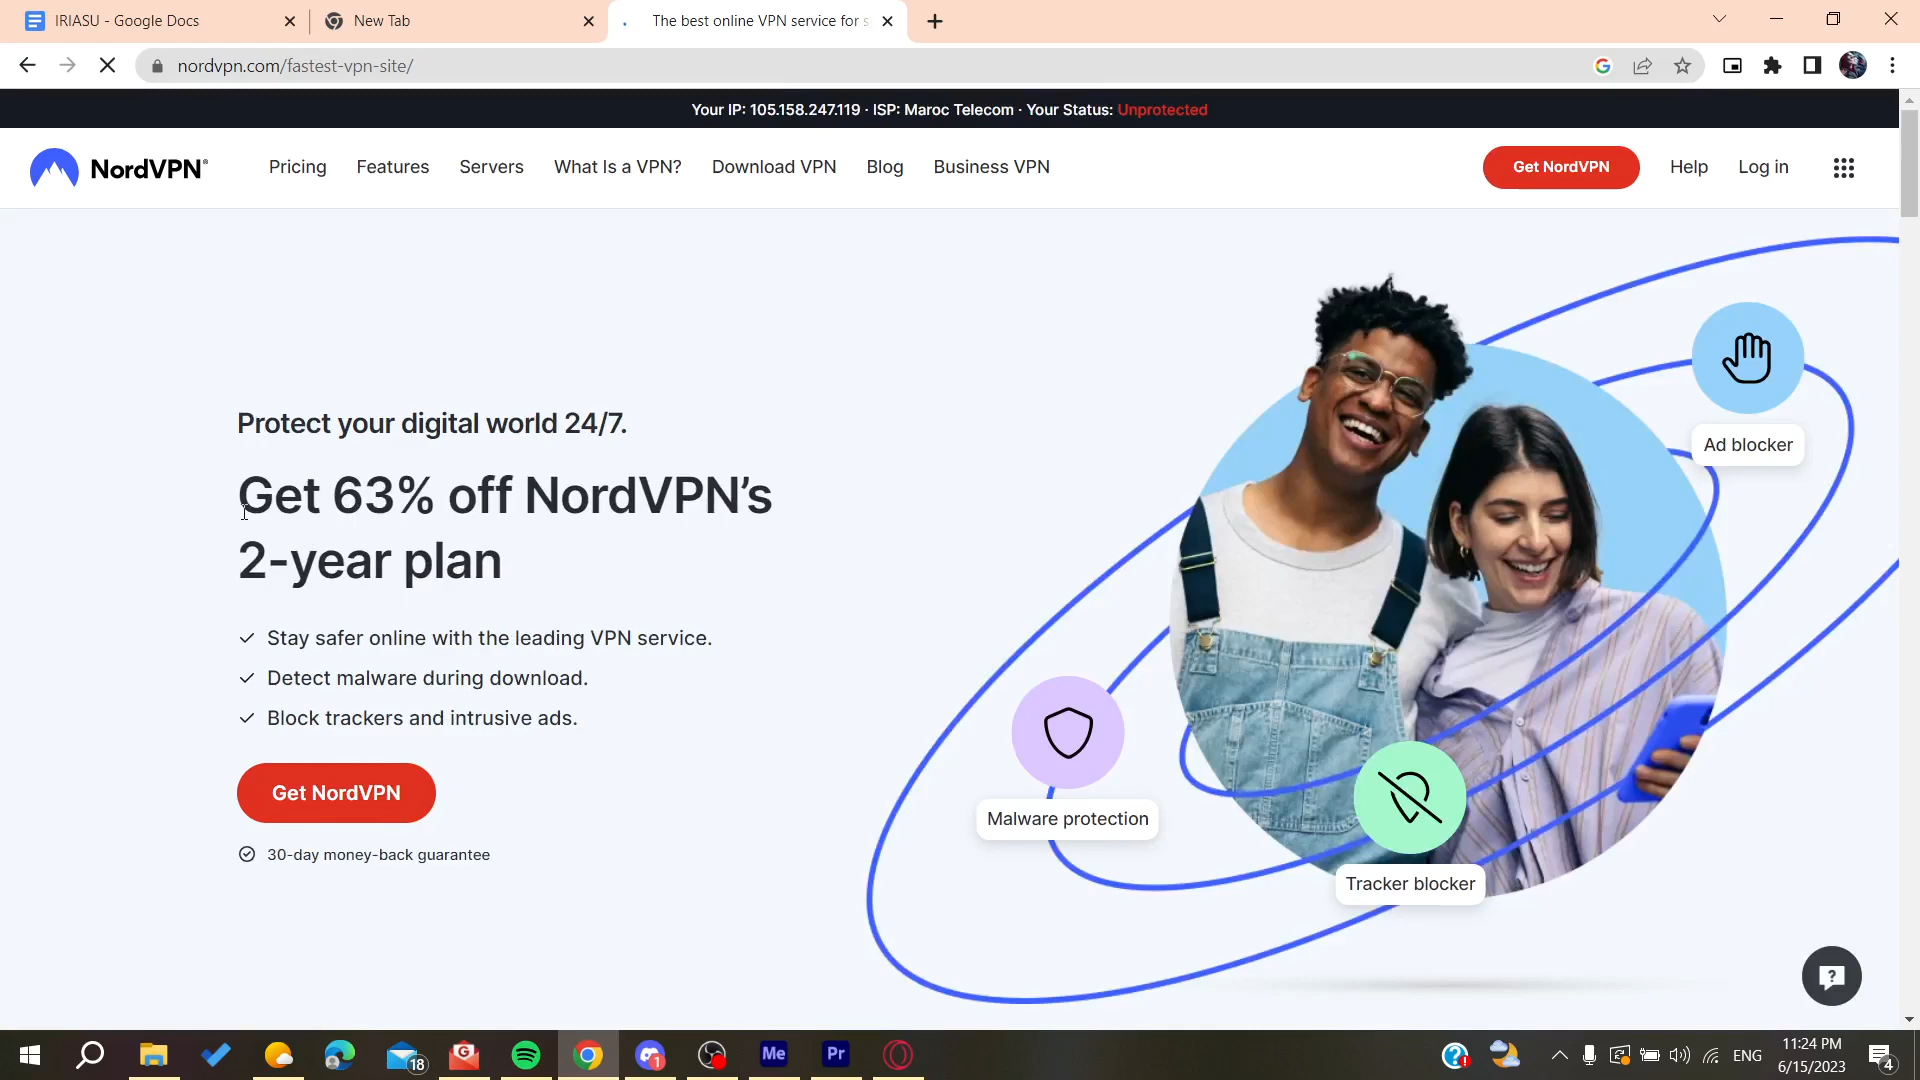 IRIASU - Google Docs
New Tab
The best online VPN service for s
nordvpn.com/fastest-vpn-site/
Your IP: 105.158.247.119 · ISP: Maroc Telecom · Your Status: Unprotected
NordVPN®
Pricing
Features
Servers
What Is a VPN?
Download VPN
Blog
Business VPN
Get NordVPN
Help
Log in
Protect your digital world 24/7.
Get 63% off NordVPN's
2-year plan
Stay safer online with the leading VPN service.
Detect malware during download.
Block trackers and intrusive ads.
Get NordVPN
30-day money-back guarantee
Ad blocker
Malware protection
Tracker blocker
18
G
1
Me
Pr
ENG
11:24 PM
6/15/2023
4